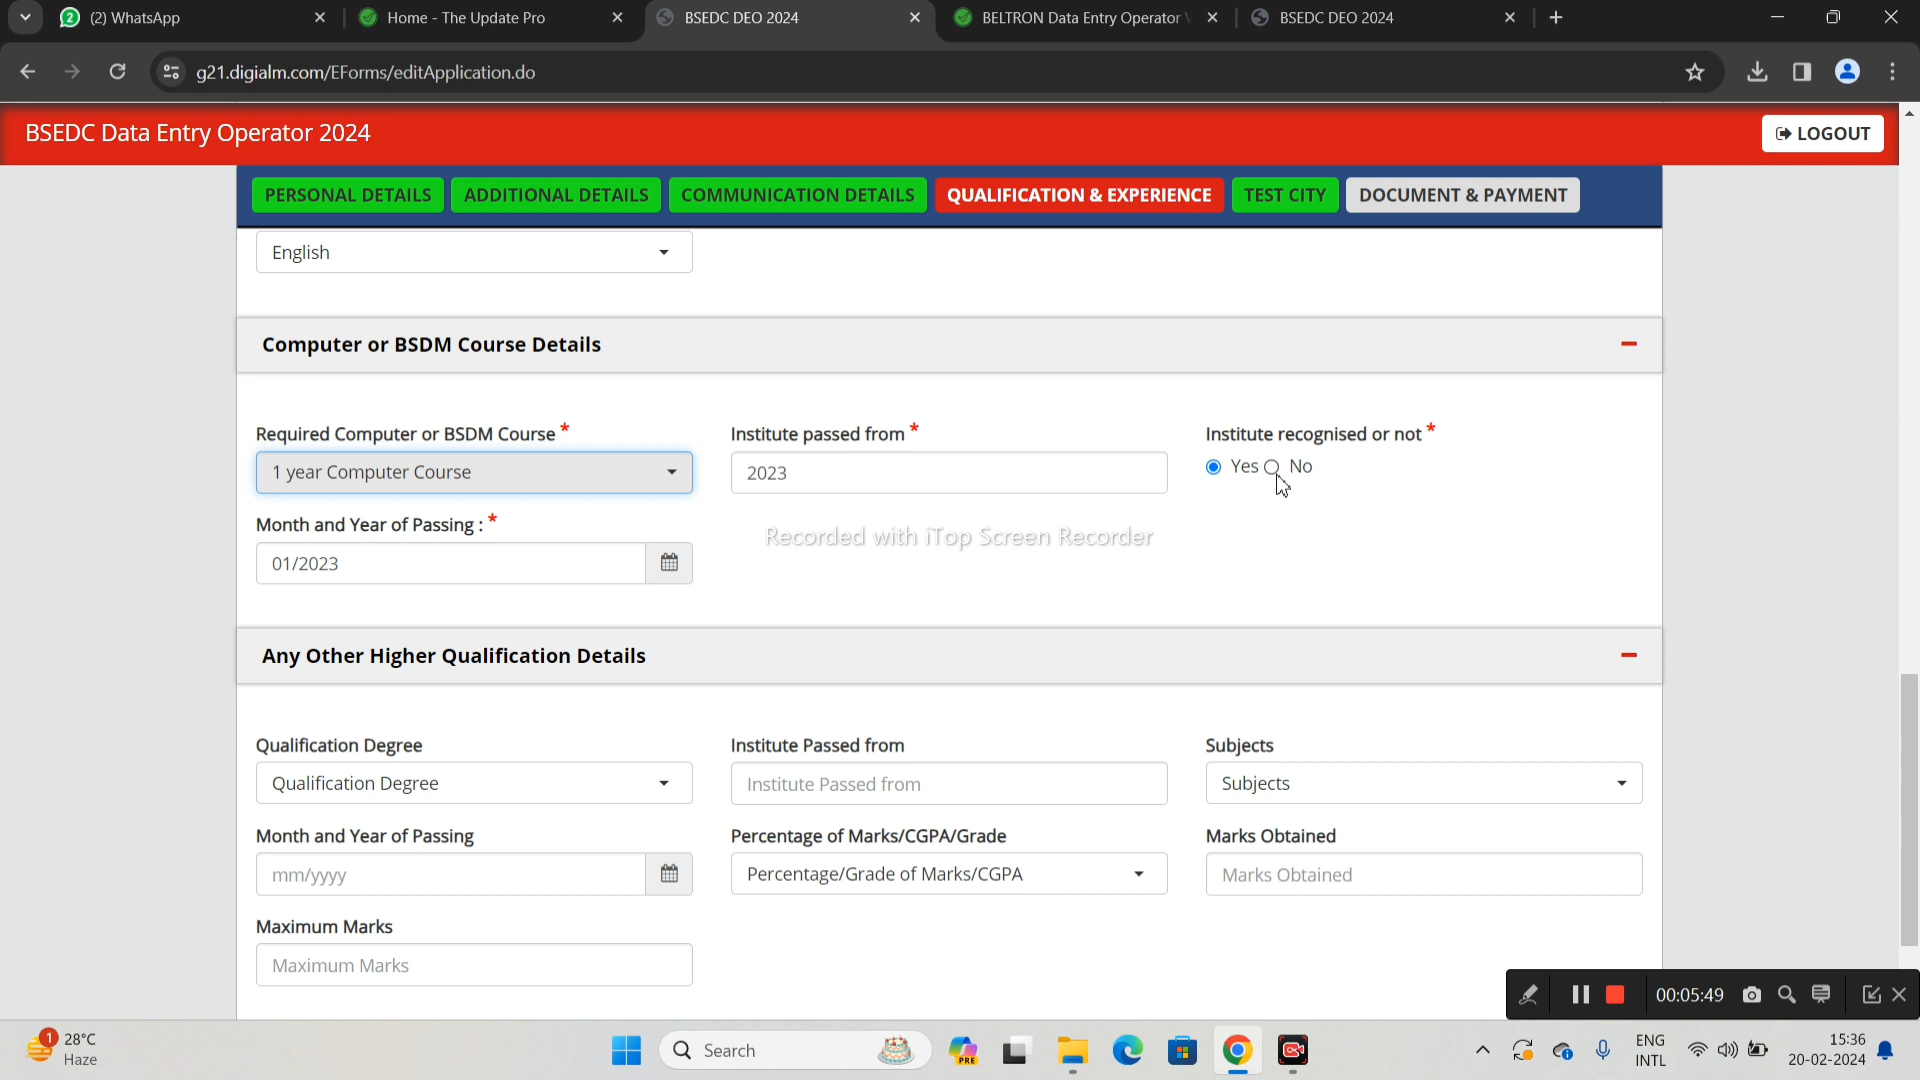 (2) WhatsApp
Home - The Update Pro
BSEDC DEO 2024
BELTRON Data Entry Operator
BSEDC DEO 2024
g21.digialm.com/EForms/editApplication.do
BSEDC Data Entry Operator 2024
LOGOUT
PERSONAL DETAILS
ADDITIONAL DETAILS
COMMUNICATION DETAILS
QUALIFICATION & EXPERIENCE
TEST CITY
DOCUMENT & PAYMENT
English
Computer or BSDM Course Details
Required Computer or BSDM Course *
Institute passed from *
Institute recognised or not *
1 year Computer Course
2023
Yes No
Month and Year of Passing : *
Recorded with iTop Screen Recorder
01/2023
Any Other Higher Qualification Details
Qualification Degree
Institute Passed from
Subjects
Qualification Degree
Institute Passed from
Subjects
Month and Year of Passing
Percentage of Marks/CGPA/Grade
Marks Obtained
mm/yyyy
Percentage/Grade of Marks/CGPA
Marks Obtained
Maximum Marks
Maximum Marks
00:05:49
1
28°C
Haze
Search
PRE
ENG
INTL
15:36
20-02-2024